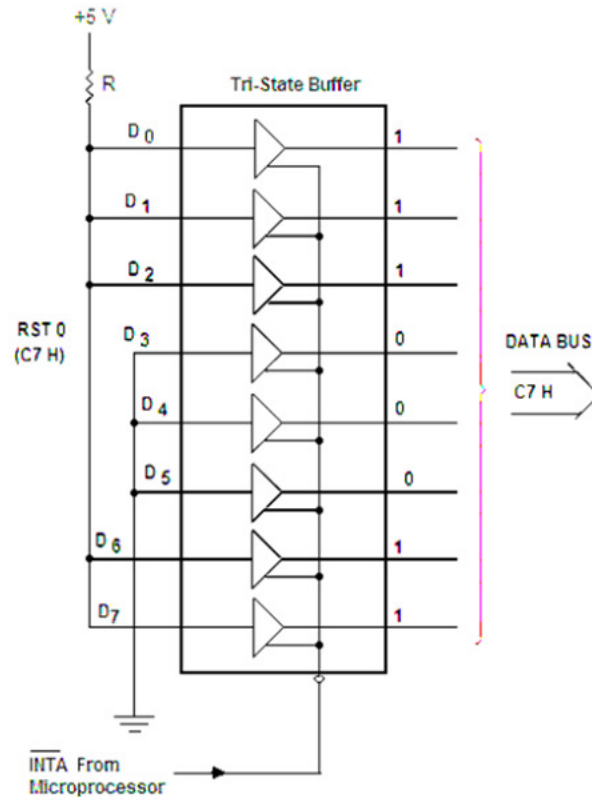 +5 V
R
Tri-State Buffer
D0 1
D1 1
D2 1
RST 0
(C7 H)
D3 0
DATA BUS
C7 H
D4 0
D5 0
D6 1
D7 1
INTA From
Microprocessor